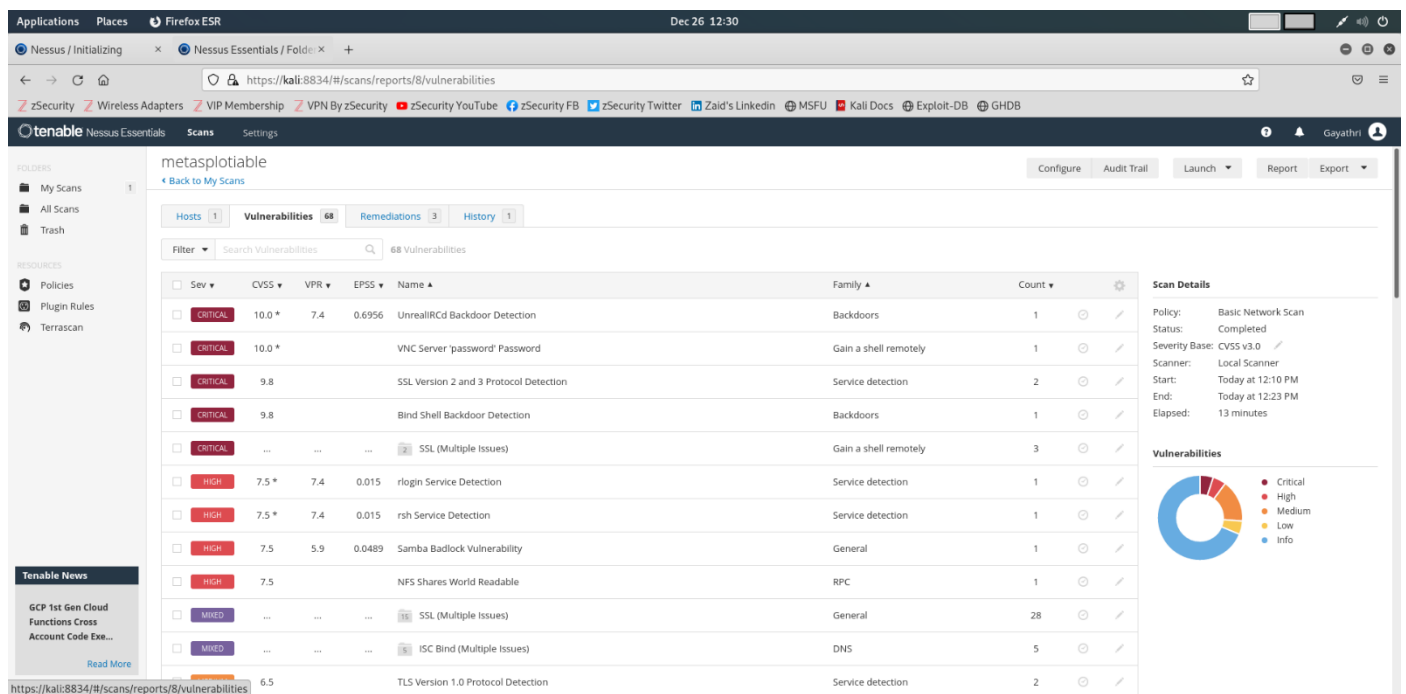 Applications Places Firefox ESR Dec 26 12:30
Nessus / Initializing × Nessus Essentials / Folder × +
https://kali:8834/#/scans/reports/8/vulnerabilities
zSecurity Wireless Adapters VIP Membership VPN By zSecurity zSecurity YouTube zSecurity FB zSecurity Twitter Zaid's Linkedin MSFU Kali Docs Exploit-DB GHDB
tenable Nessus Essentials Scans Settings Gayathri
FOLDERS
My Scans 1
All Scans
Trash
RESOURCES
Policies
Plugin Rules
Terrascan
Tenable News
GCP 1st Gen Cloud
Functions Cross
Account Code Exe...
Read More
metasplotiable
Back to My Scans
Configure Audit Trail Launch Report Export
Hosts 1 Vulnerabilities 68 Remediations 3 History 1
Filter Search Vulnerabilities 68 Vulnerabilities
Sev CVSS VPR EPSS Name Family Count
CRITICAL 10.0 * 7.4 0.6956 UnrealIRCd Backdoor Detection Backdoors 1
CRITICAL 10.0 * VNC Server 'password' Password Gain a shell remotely 1
CRITICAL 9.8 SSL Version 2 and 3 Protocol Detection Service detection 2
CRITICAL 9.8 Bind Shell Backdoor Detection Backdoors 1
CRITICAL ... ... ... 2 SSL (Multiple Issues) Gain a shell remotely 3
HIGH 7.5 * 7.4 0.015 rlogin Service Detection Service detection 1
HIGH 7.5 * 7.4 0.015 rsh Service Detection Service detection 1
HIGH 7.5 5.9 0.0489 Samba Badlock Vulnerability General 1
HIGH 7.5 NFS Shares World Readable RPC 1
MIXED ... ... ... 16 SSL (Multiple Issues) General 28
MIXED ... ... ... 5 ISC Bind (Multiple Issues) DNS 5
6.5 TLS Version 1.0 Protocol Detection Service detection 2
Scan Details
Policy: Basic Network Scan
Status: Completed
Severity Base: CVSS v3.0
Scanner: Local Scanner
Start: Today at 12:10 PM
End: Today at 12:23 PM
Elapsed: 13 minutes
Vulnerabilities
Critical
High
Medium
Low
Info
https://kali:8834/#/scans/reports/8/vulnerabilities